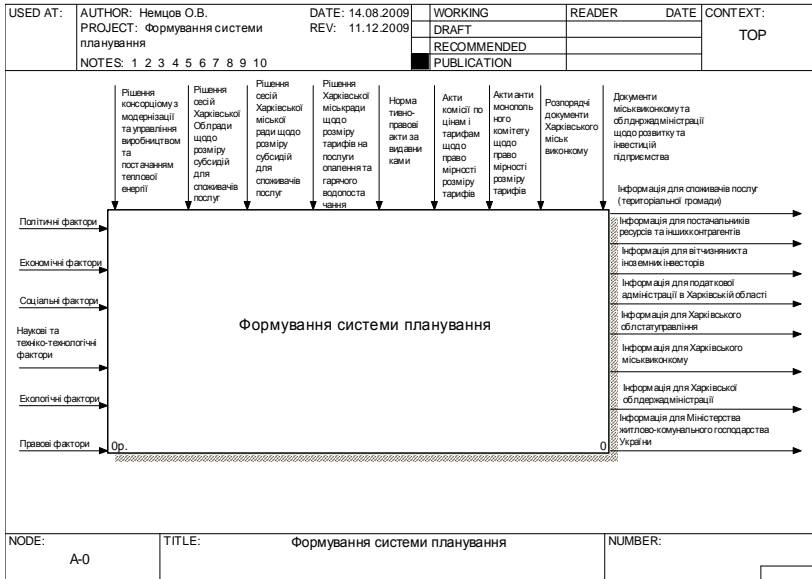 USED AT:
AUTHOR: Немцов О.В.
DATE: 14.08.2009
PROJECT: Формування системи
планування
REV: 11.12.2009
NOTES: 1 2 3 4 5 6 7 8 9 10
WORKING
DRAFT
RECOMMENDED
PUBLICATION
READER
DATE
CONTEXT:
TOP
Рішення
консорціому з
модернізації
та управління
виробництвом
та
постачанням
теплової
енергії
Рішення
сесій
Харківської
Облради
щодо
розміру
субсидій
для
споживачів
послуг
Рішення
сесій
Харківської
міської
ради щодо
розміру
субсидій
для
споживачів
послуг
Рішення
Харківської
міськради
щодо
розміру
тарифів на
послуги
опалення та
гарячого
водопоста
чання
Норма
тивно-
правові
акти за
видавни
ками
Акти
комісії по
цінам і
тарифам
щодо
право
мірності
розміру
тарифів
Акти анти
монополь
ного
комітету
щодо
право
мірності
розміру
тарифів
Розпорядчі
документи
Харківського
міськ
виконкому
Документи
міськвиконкому та
облднржадміністрації
щодо розвитку та
інвестицій
підприємства
Політичні фактори
Економічні фактори
Соціальні фактори
Наукові та
техніко-технологічні
фактори
Екологічні фактори
Правові фактори
Формування системи планування
0р.
0
Інформація для споживачів послуг
(територіальної громади)
Інформація для постачальників
ресурсів та інших контрагентів
Інформація для вітчизняних та
іноземних інвесторів
Інформація для податкової
адміністрації в Харківській області
Інформація для Харківського
облстатуправління
Інформація для Харківського
міськвиконкому
Інформація для Харківської
облдержадміністрації
Інформація для Міністерства
житлово-комунального господарства
України
NODE:
A-0
TITLE:
Формування системи планування
NUMBER: